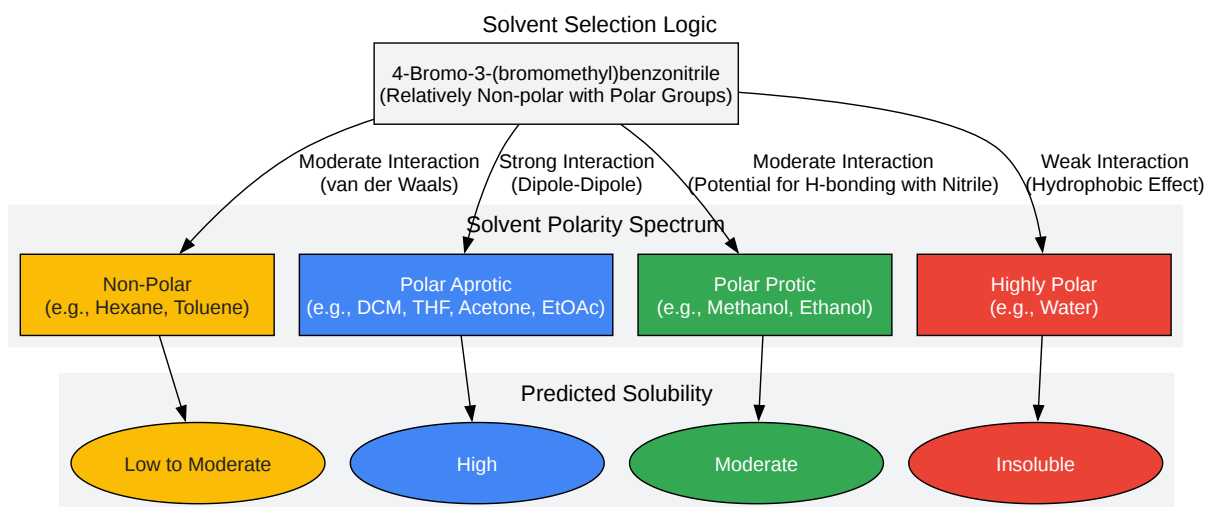 Solvent Selection Logic
4-Bromo-3-(bromomethyl)benzonitrile
(Relatively Non-polar with Polar Groups)
Moderate Interaction
(van der Waals)
Strong Interaction
(Dipole-Dipole)
Moderate Interaction
(Potential for H-bonding with Nitrile)
Weak Interaction
(Hydrophobic Effect)
Solvent Polarity Spectrum
Non-Polar
(e.g., Hexane, Toluene)
Polar Aprotic
(e.g., DCM, THF, Acetone, EtOAc)
Polar Protic
(e.g., Methanol, Ethanol)
Highly Polar
(e.g., Water)
Predicted Solubility
Low to Moderate
High
Moderate
Insoluble